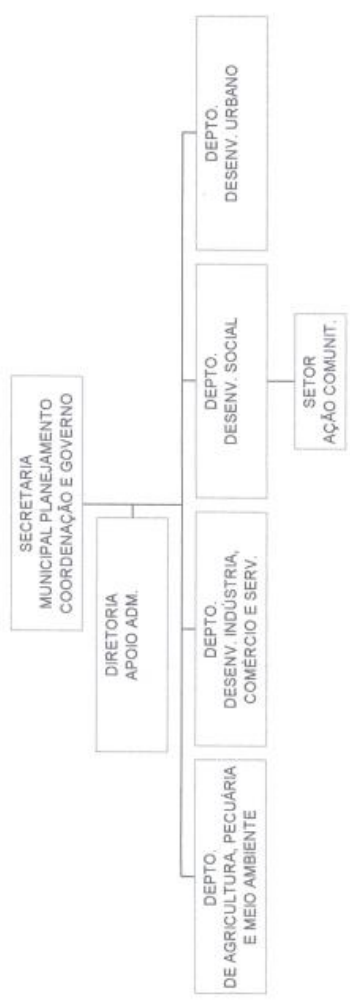 SECRETARIA
MUNICIPAL PLANEJAMENTO
COORDENAÇÃO E GOVERNO
DIRETORIA
APOIO ADM.
DEPTO.
DE AGRICULTURA, PECUÁRIA
E MEIO AMBIENTE
DEPTO.
DESENV. INDÚSTRIA,
COMÉRCIO E SERV.
DEPTO.
DESENV. SOCIAL
DEPTO.
DESENV. URBANO
SETOR
AÇÃO COMUNIT.